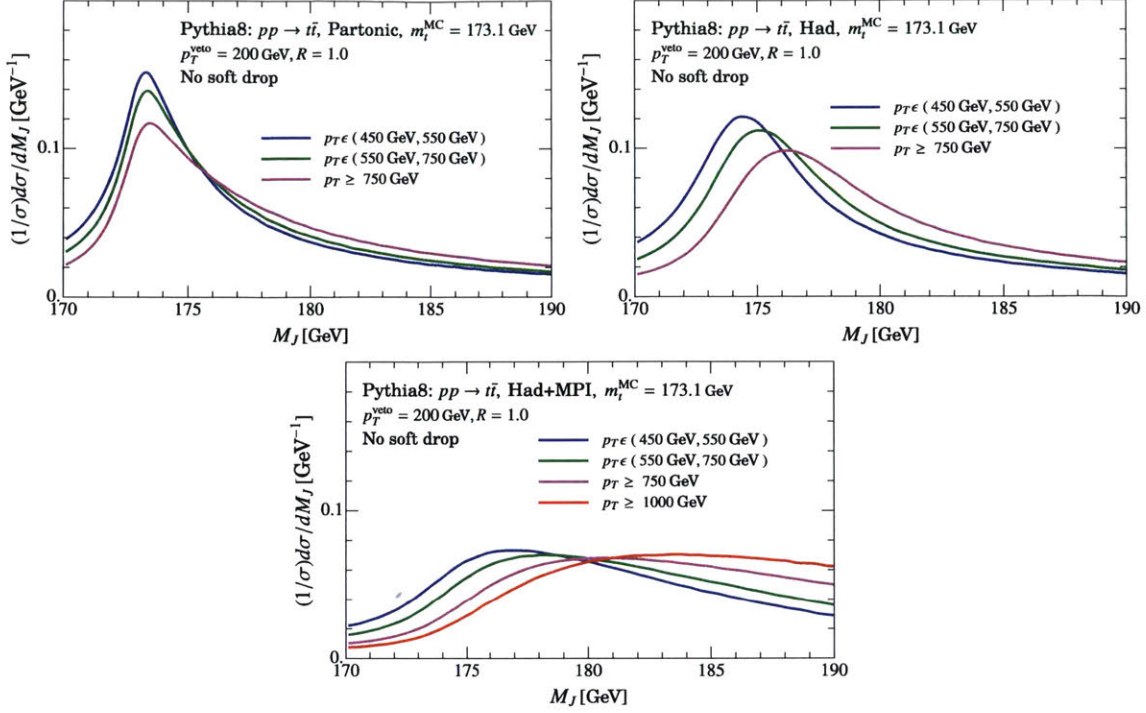 Pythia8: pp → tt̄, Partonic, m_t^MC = 173.1 GeV
p_T^veto = 200 GeV, R = 1.0
No soft drop
p_T ϵ ( 450 GeV, 550 GeV)
p_T ϵ ( 550 GeV, 750 GeV)
p_T ≥ 750 GeV
(1/σ)dσ/dM_J [GeV⁻¹]
0.1
0.
170 175 180 185 190
M_J [GeV]
Pythia8: pp → tt̄, Had, m_t^MC = 173.1 GeV
p_T^veto = 200 GeV, R = 1.0
No soft drop
p_T ϵ ( 450 GeV, 550 GeV)
p_T ϵ ( 550 GeV, 750 GeV)
p_T ≥ 750 GeV
(1/σ)dσ/dM_J [GeV⁻¹]
0.1
0.
170 175 180 185 190
M_J [GeV]
Pythia8: pp → tt̄, Had+MPI, m_t^MC = 173.1 GeV
p_T^veto = 200 GeV, R = 1.0
No soft drop
p_T ϵ ( 450 GeV, 550 GeV)
p_T ϵ ( 550 GeV, 750 GeV)
p_T ≥ 750 GeV
p_T ≥ 1000 GeV
(1/σ)dσ/dM_J [GeV⁻¹]
0.1
0.
170 175 180 185 190
M_J [GeV]